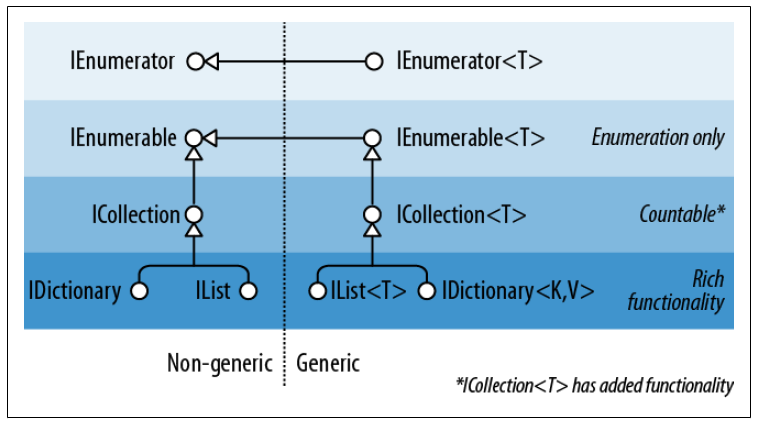 IEnumerator
IEnumerator<T>
IEnumerable
IEnumerable<T>
Enumeration only
ICollection
ICollection<T>
Countable*
IDictionary
IList
IList<T>
IDictionary<K,V>
Rich
functionality
Non-generic
Generic
*ICollection<T> has added functionality